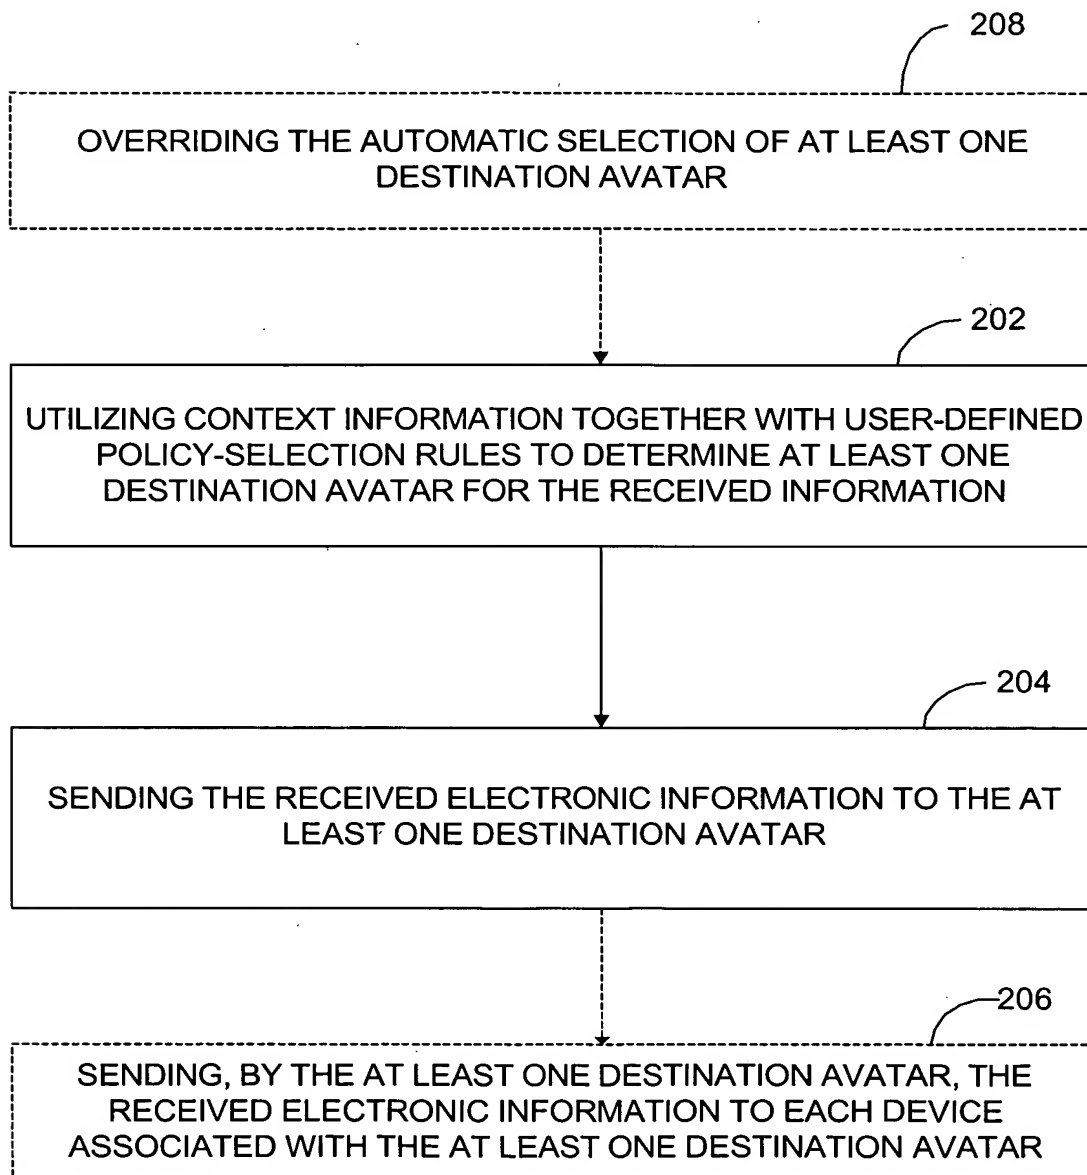 208
OVERRIDING THE AUTOMATIC SELECTION OF AT LEAST ONE
DESTINATION AVATAR
202
UTILIZING CONTEXT INFORMATION TOGETHER WITH USER-DEFINED
POLICY-SELECTION RULES TO DETERMINE AT LEAST ONE
DESTINATION AVATAR FOR THE RECEIVED INFORMATION
204
SENDING THE RECEIVED ELECTRONIC INFORMATION TO THE AT
LEAST ONE DESTINATION AVATAR
206
SENDING, BY THE AT LEAST ONE DESTINATION AVATAR, THE
RECEIVED ELECTRONIC INFORMATION TO EACH DEVICE
ASSOCIATED WITH THE AT LEAST ONE DESTINATION AVATAR